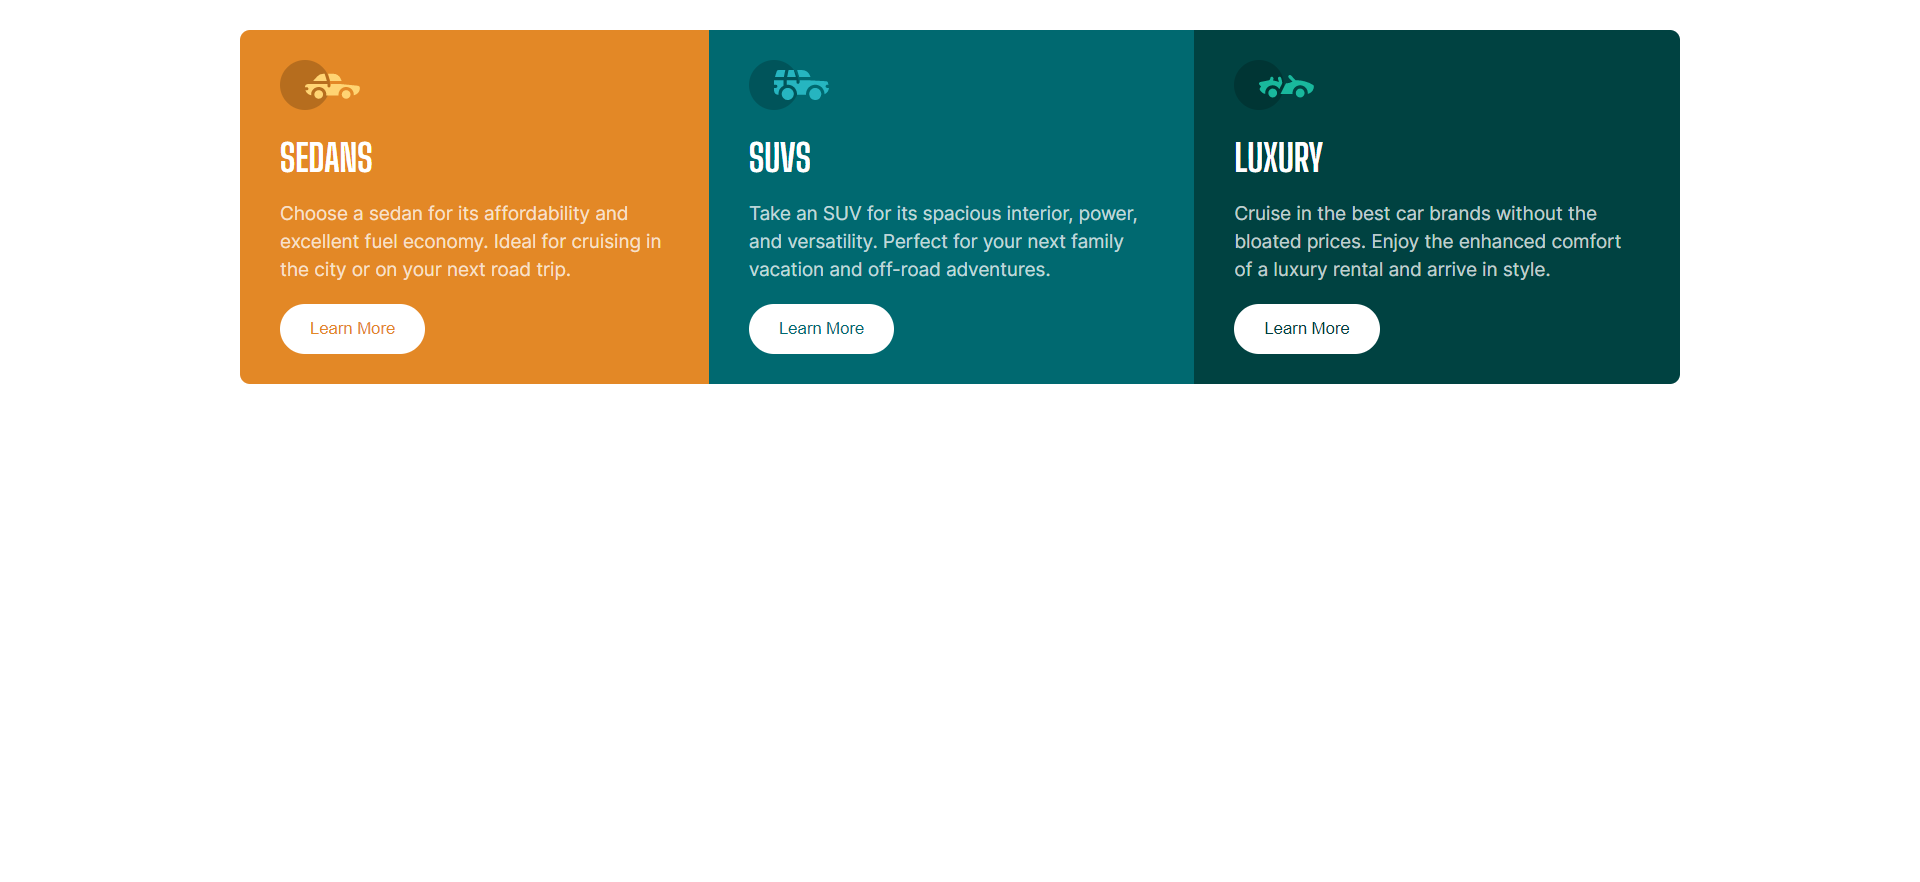 SEDANS
Choose a sedan for its affordability and
excellent fuel economy. Ideal for cruising in
the city or on your next road trip.
Learn More
SUVS
Take an SUV for its spacious interior, power,
and versatility. Perfect for your next family
vacation and off-road adventures.
Learn More
LUXURY
Cruise in the best car brands without the
bloated prices. Enjoy the enhanced comfort
of a luxury rental and arrive in style.
Learn More